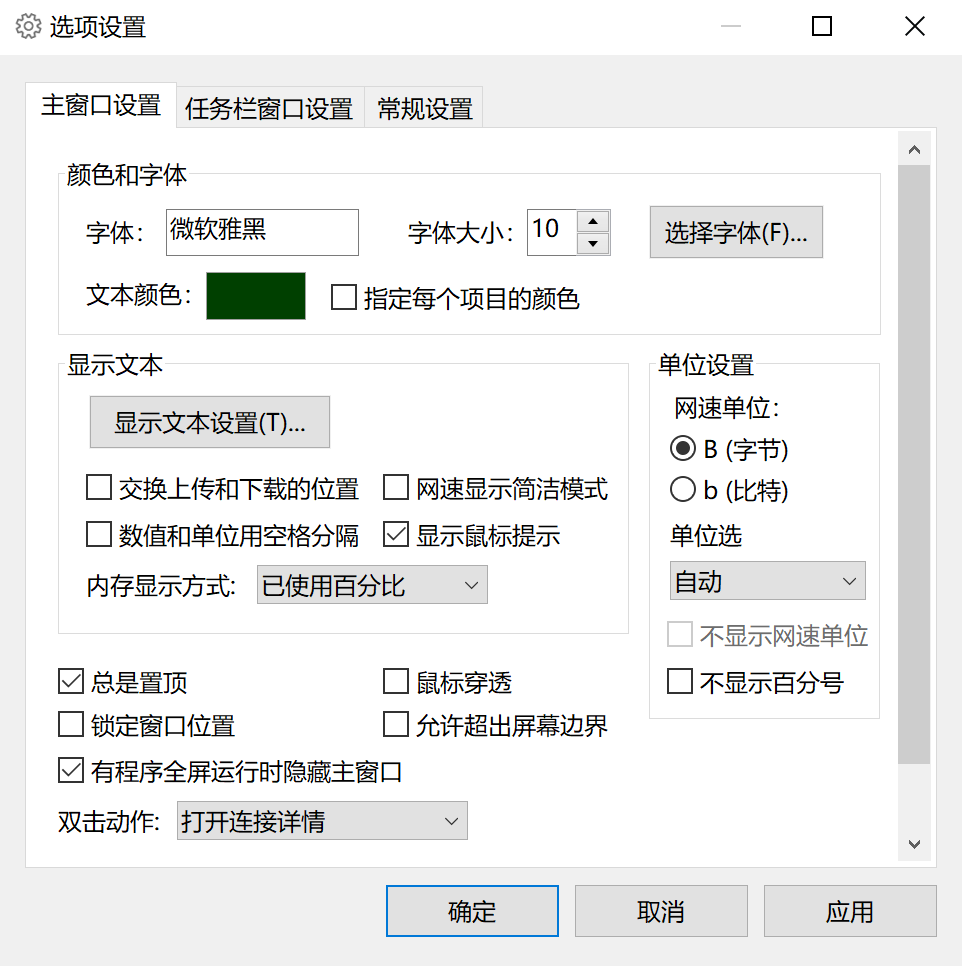 选项设置
主窗口设置 任务栏窗口设置 常规设置
颜色和字体
字体： 微软雅黑 字体大小： 10 选择字体(F)...
文本颜色： 指定每个项目的颜色
显示文本
显示文本设置(T)...
交换上传和下载的位置 网速显示简洁模式
数值和单位用空格分隔 显示鼠标提示
内存显示方式: 已使用百分比
单位设置
网速单位：
B (字节)
b (比特)
单位选
自动
不显示网速单位
不显示百分号
总是置顶 鼠标穿透
锁定窗口位置 允许超出屏幕边界
有程序全屏运行时隐藏主窗口
双击动作: 打开连接详情
确定 取消 应用